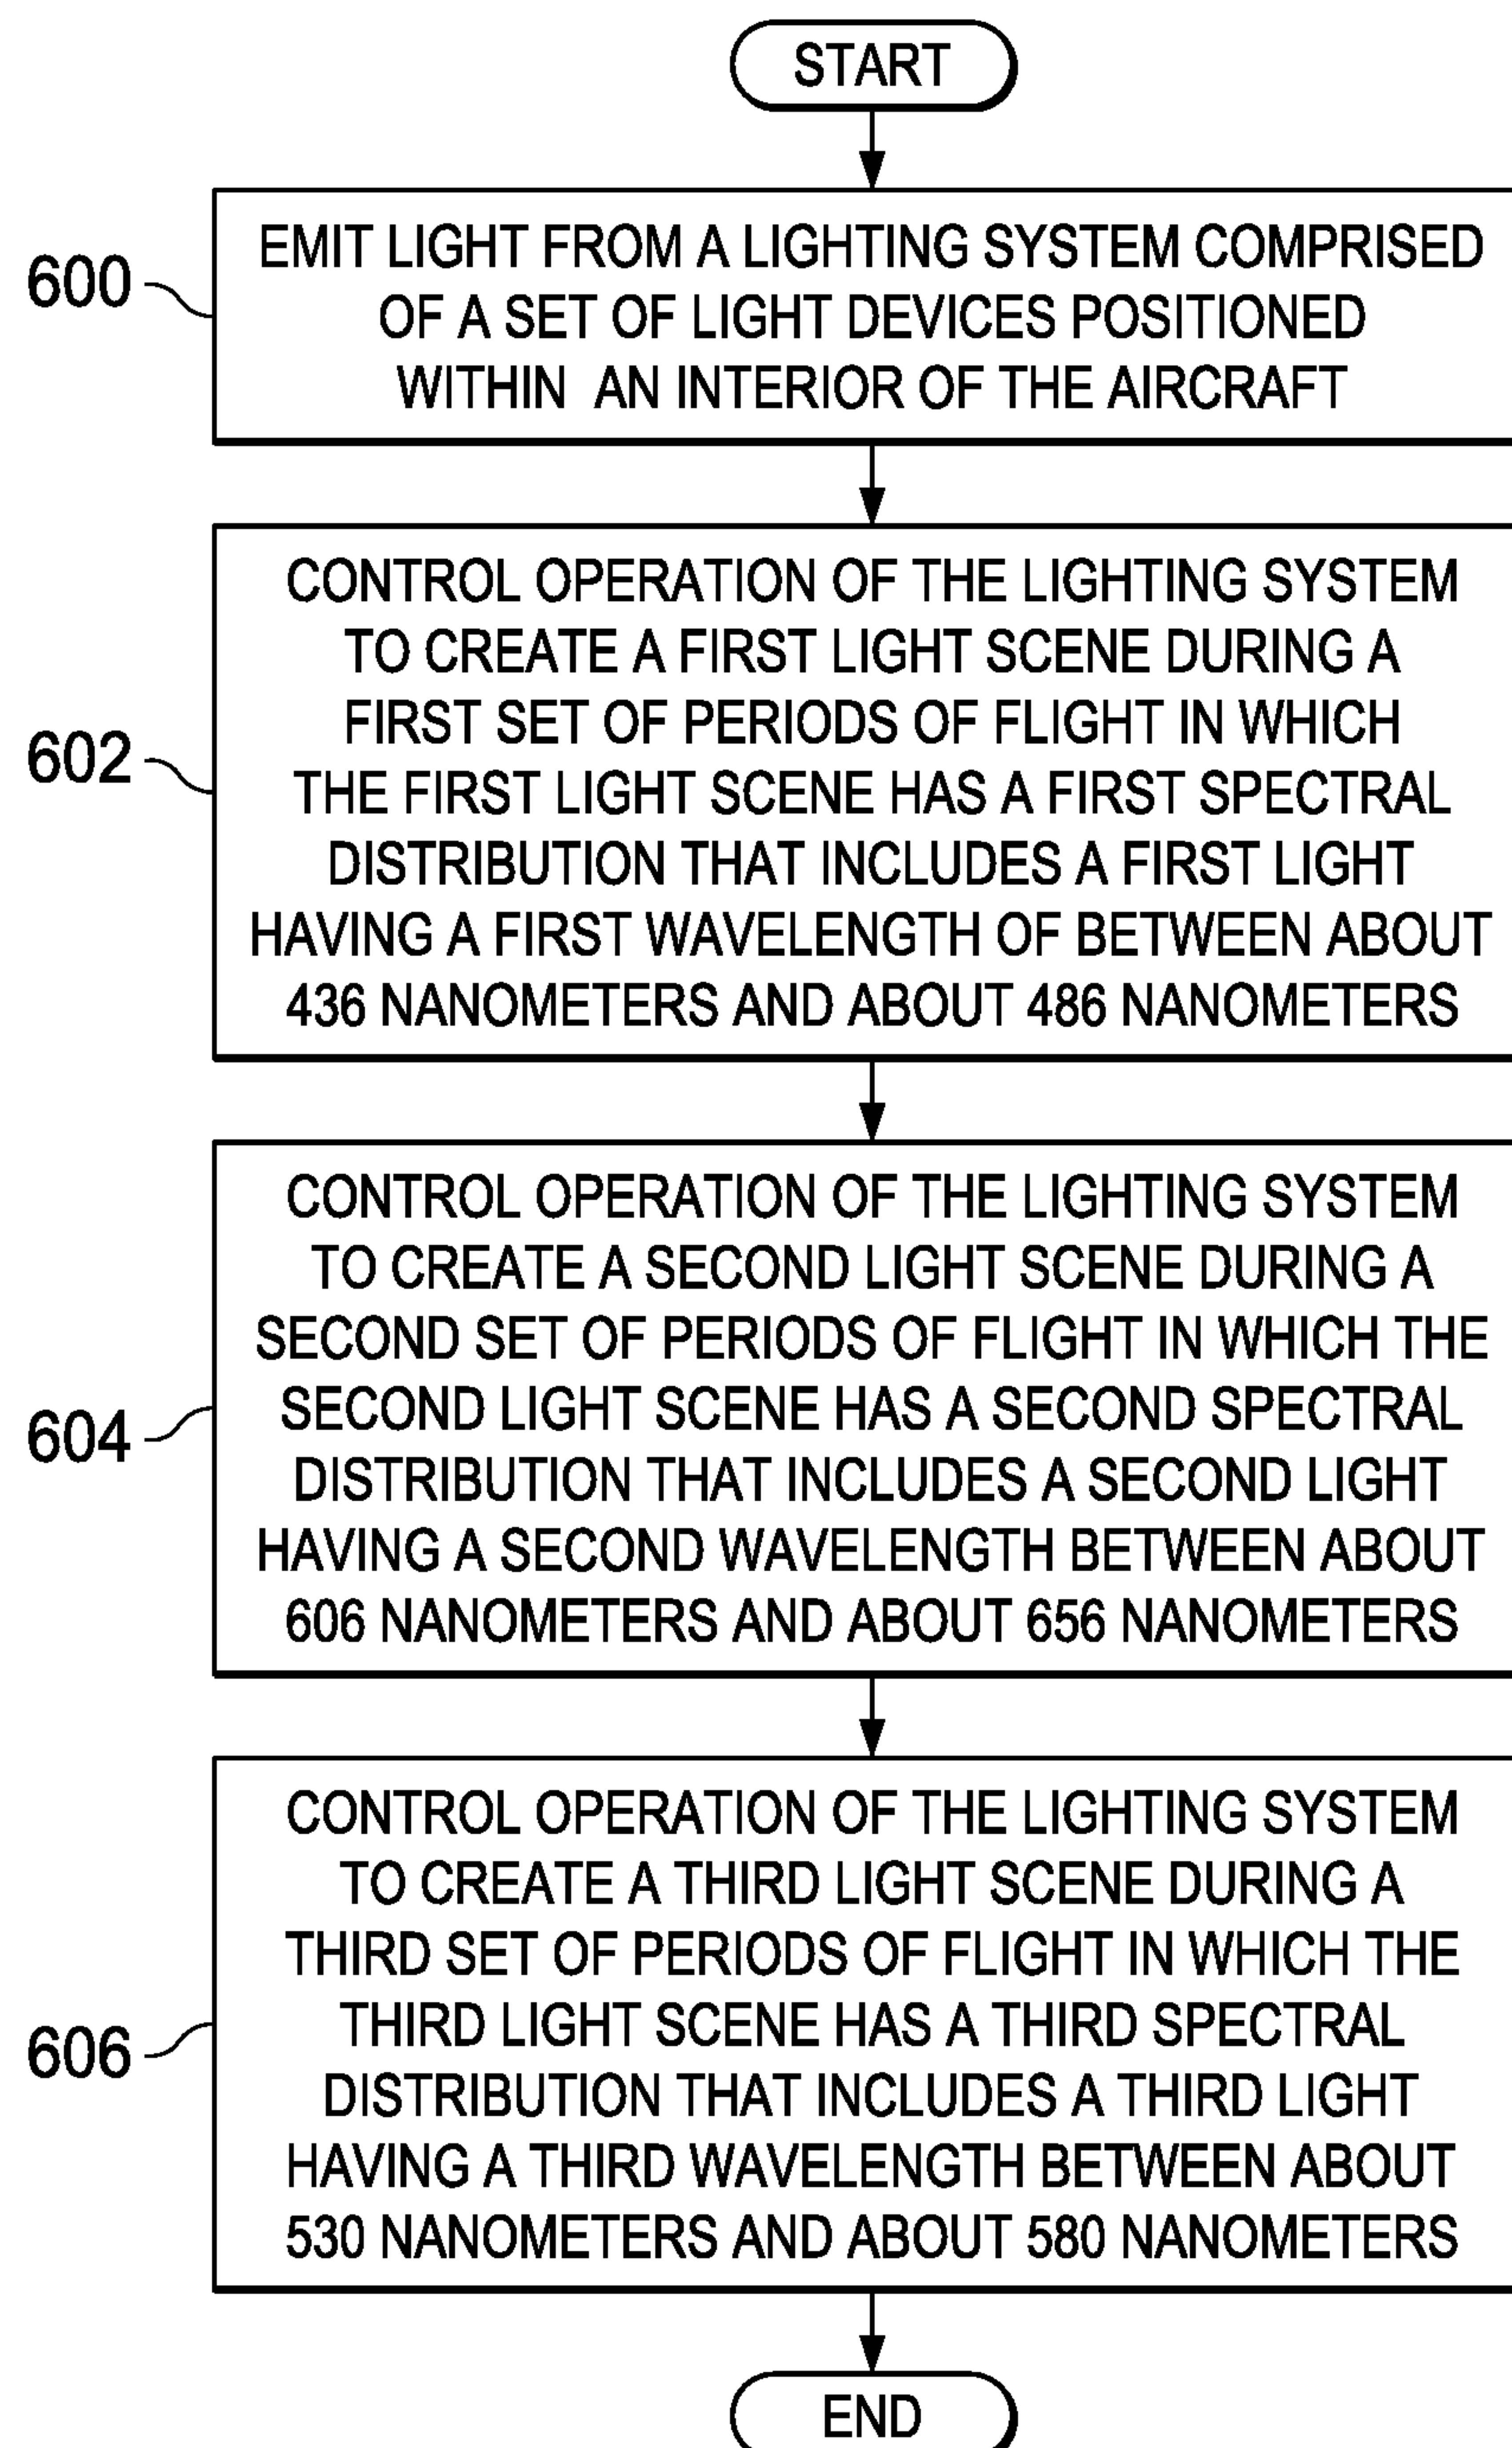 START
600
EMIT LIGHT FROM A LIGHTING SYSTEM COMPRISED
OF A SET OF LIGHT DEVICES POSITIONED
WITHIN AN INTERIOR OF THE AIRCRAFT
602
CONTROL OPERATION OF THE LIGHTING SYSTEM
TO CREATE A FIRST LIGHT SCENE DURING A
FIRST SET OF PERIODS OF FLIGHT IN WHICH
THE FIRST LIGHT SCENE HAS A FIRST SPECTRAL
DISTRIBUTION THAT INCLUDES A FIRST LIGHT
HAVING A FIRST WAVELENGTH OF BETWEEN ABOUT
436 NANOMETERS AND ABOUT 486 NANOMETERS
604
CONTROL OPERATION OF THE LIGHTING SYSTEM
TO CREATE A SECOND LIGHT SCENE DURING A
SECOND SET OF PERIODS OF FLIGHT IN WHICH THE
SECOND LIGHT SCENE HAS A SECOND SPECTRAL
DISTRIBUTION THAT INCLUDES A SECOND LIGHT
HAVING A SECOND WAVELENGTH BETWEEN ABOUT
606 NANOMETERS AND ABOUT 656 NANOMETERS
606
CONTROL OPERATION OF THE LIGHTING SYSTEM
TO CREATE A THIRD LIGHT SCENE DURING A
THIRD SET OF PERIODS OF FLIGHT IN WHICH THE
THIRD LIGHT SCENE HAS A THIRD SPECTRAL
DISTRIBUTION THAT INCLUDES A THIRD LIGHT
HAVING A THIRD WAVELENGTH BETWEEN ABOUT
530 NANOMETERS AND ABOUT 580 NANOMETERS
END